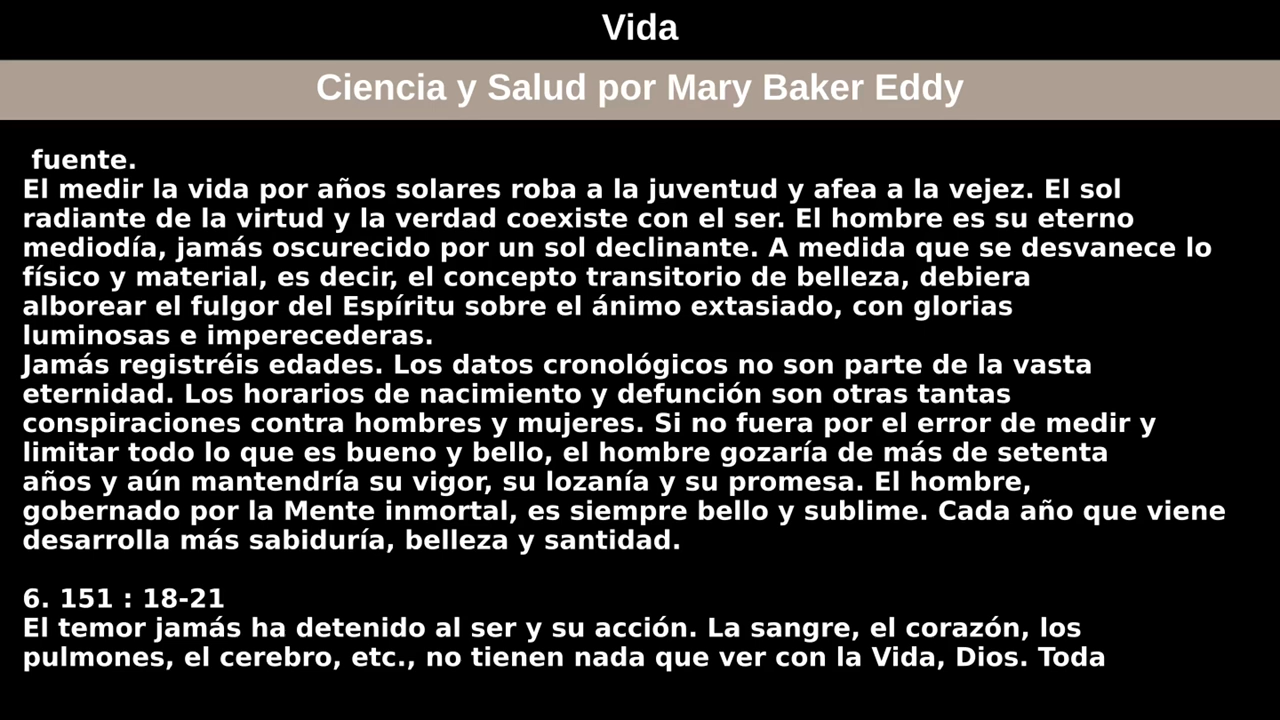 Vida
Ciencia y Salud por Mary Baker Eddy
fuente.
El medir la vida por años solares roba a la juventud y afea a la vejez. El sol
radiante de la virtud y la verdad coexiste con el ser. El hombre es su eterno
mediodía, jamás oscurecido por un sol declinante. A medida que se desvanece lo
físico y material, es decir, el concepto transitorio de belleza, debiera
alborear el fulgor del Espíritu sobre el ánimo extasiado, con glorias
luminosas e imperecederas.
Jamás registréis edades. Los datos cronológicos no son parte de la vasta
eternidad. Los horarios de nacimiento y defunción son otras tantas
conspiraciones contra hombres y mujeres. Si no fuera por el error de medir y
limitar todo lo que es bueno y bello, el hombre gozaría de más de setenta
años y aún mantendría su vigor, su lozanía y su promesa. El hombre,
gobernado por la Mente inmortal, es siempre bello y sublime. Cada año que viene
desarrolla más sabiduría, belleza y santidad.
6. 151 : 18-21
El temor jamás ha detenido al ser y su acción. La sangre, el corazón, los
pulmones, el cerebro, etc., no tienen nada que ver con la Vida, Dios. Toda